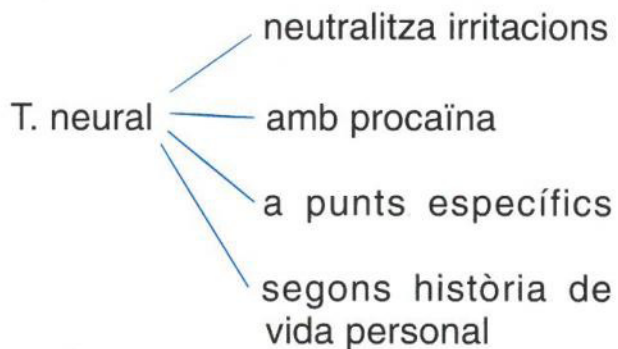 neutralitza irritacions
T. neural
amb procaïna
a punts específics
segons història de
vida personal